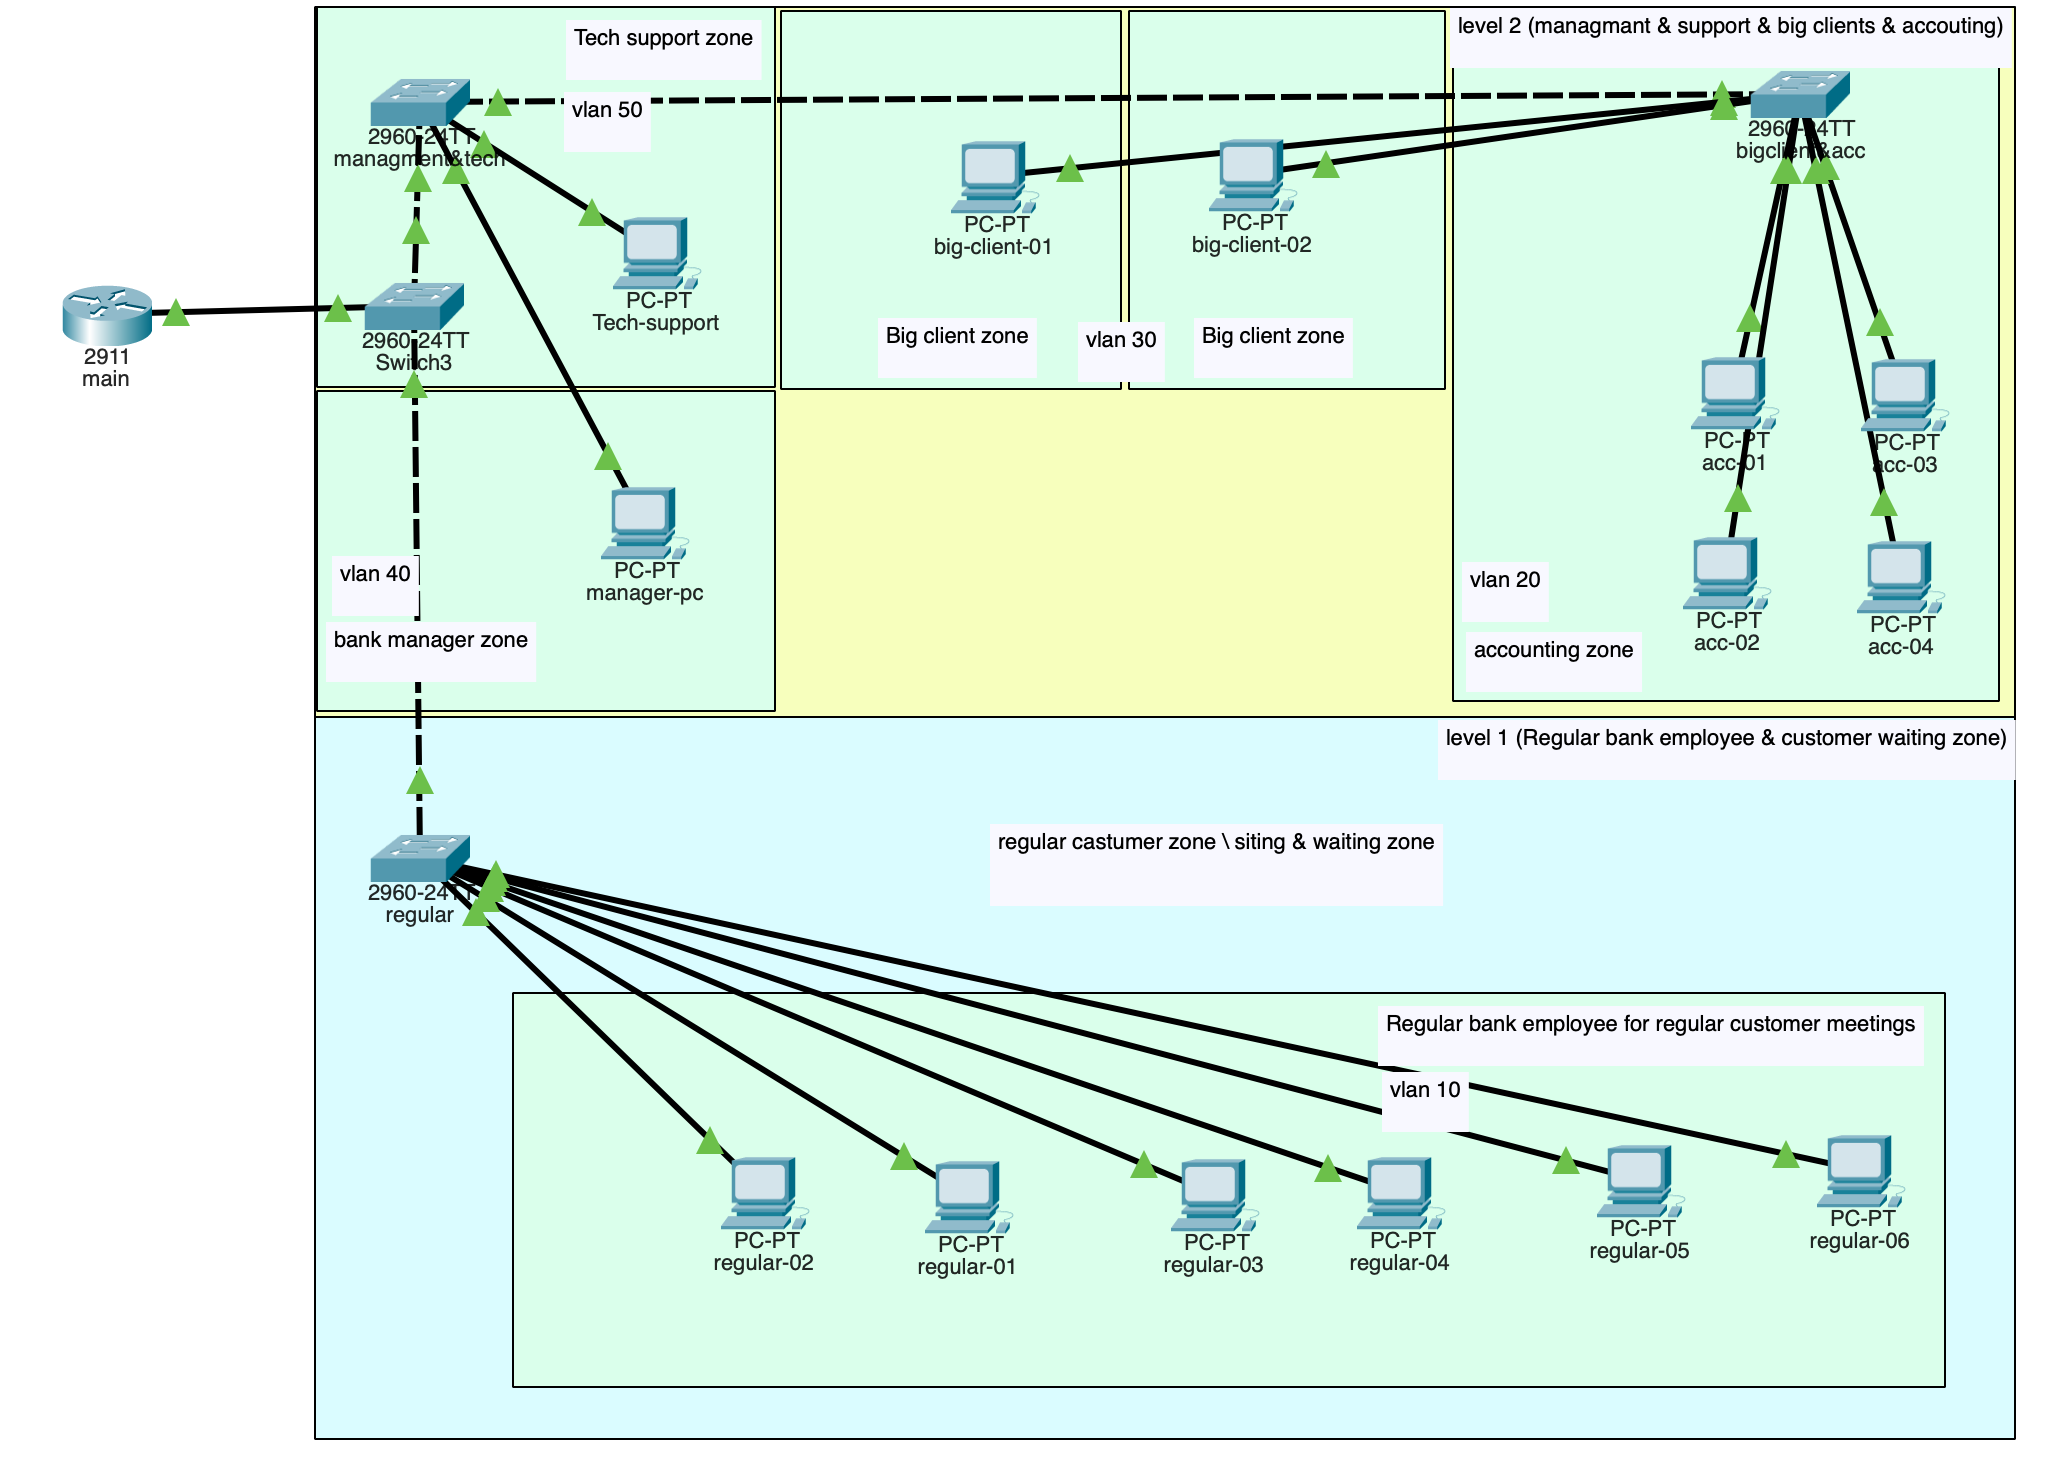 Tech support zone
level 2 (managmant & support & big clients & accouting)
vlan 50
2960-24TT
managment&tech
2960-24TT
bigclient&acc
PC-PT
big-client-01
PC-PT
big-client-02
PC-PT
Tech-support
2911
main
2960-24TT
Switch3
Big client zone
vlan 30
Big client zone
PC-PT
acc-01
PC-PT
acc-03
vlan 40
PC-PT
manager-pc
bank manager zone
vlan 20
PC-PT
acc-02
PC-PT
acc-04
accounting zone
level 1 (Regular bank employee & customer waiting zone)
regular castumer zone \ siting & waiting zone
2960-24TT
regular
Regular bank employee for regular customer meetings
vlan 10
PC-PT
regular-02
PC-PT
regular-01
PC-PT
regular-03
PC-PT
regular-04
PC-PT
regular-05
PC-PT
regular-06